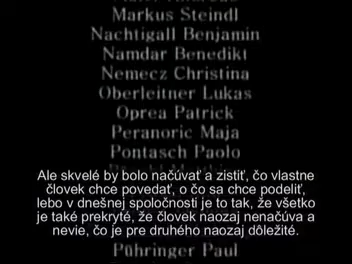 Markus Steindl
Nachtigall Benjamin
Namdar Benedikt
Nemecz Christina
Oberleitner Lukas
Oprea Patrick
Peranoric Maja
Pontasch Paolo
Ale skvelé by bolo načúvať a zistiť, čo vlastne
človek chce povedať, o čo sa chce podeliť,
lebo v dnešnej spoločnosti je to tak, že všetko
je také prekryté, že človek naozaj nenačúva a
nevie, čo je pre druhého naozaj dôležité.
Pühringer Paul